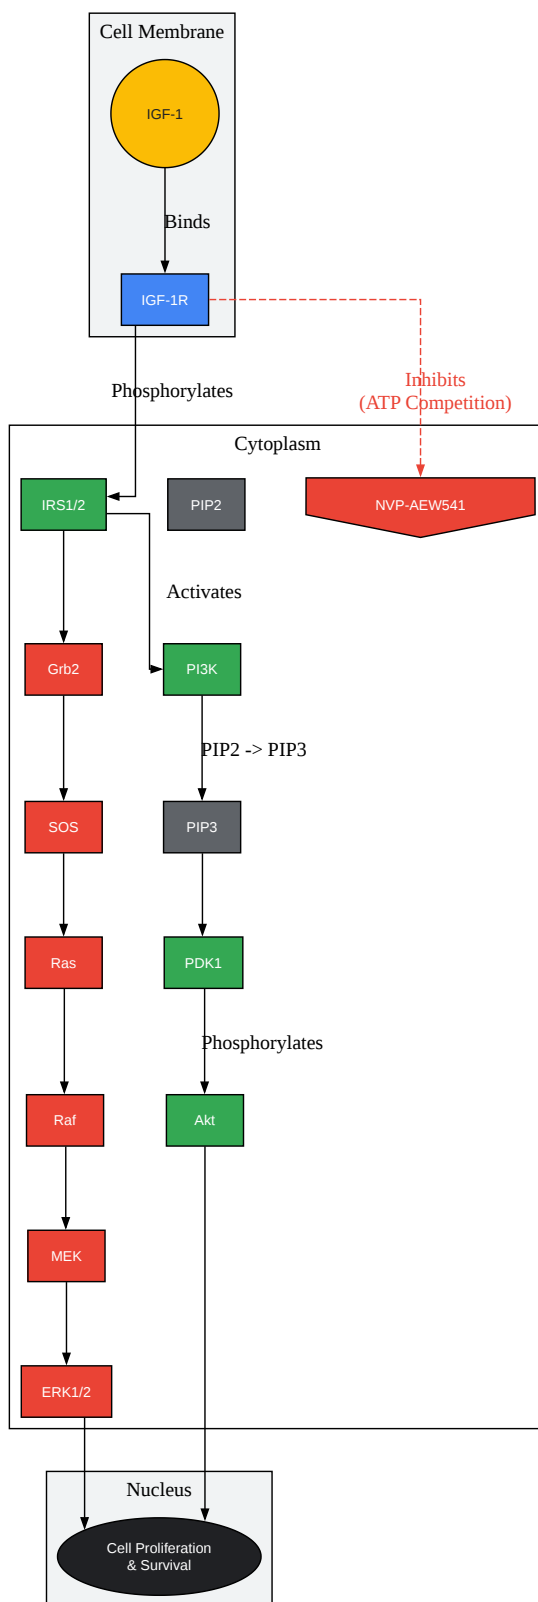 Cell Membrane
IGF-1
Binds
IGF-1R
Phosphorylates
Inhibits
(ATP Competition)
Cytoplasm
IRS1/2
PIP2
NVP-AEW541
Activates
Grb2
PI3K
PIP2 -> PIP3
SOS
PIP3
Ras
PDK1
Phosphorylates
Raf
Akt
MEK
ERK1/2
Nucleus
Cell Proliferation
& Survival